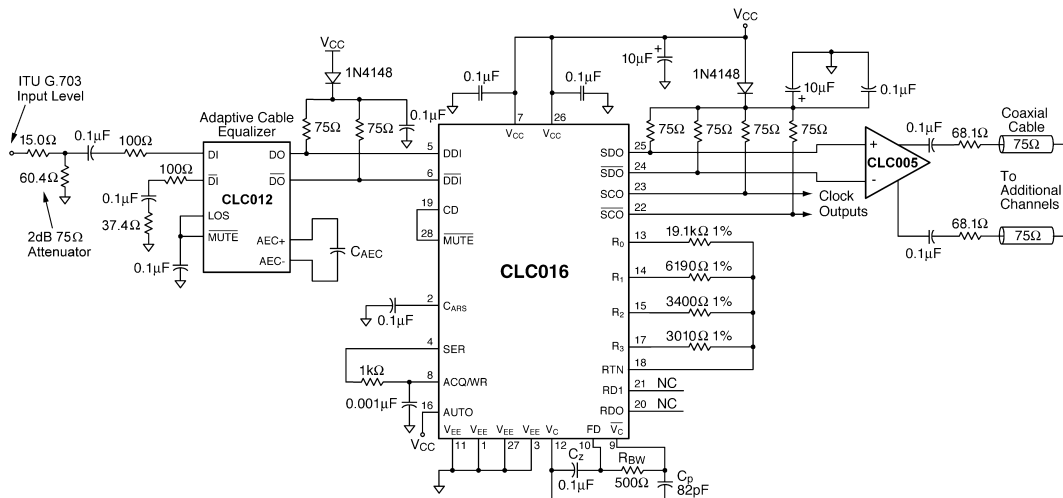 ITU G.703
Input Level
15.0Ω
60.4Ω
2dB 75Ω
Attenuator
0.1μF
100Ω
100Ω
0.1μF
37.4Ω
0.1μF
Adaptive Cable
Equalizer
DI
DI
LOS
MUTE
DO
DO
CLC012
AEC+
AEC-
CAEC
VCC
1N4148
75Ω
75Ω
0.1μF
0.1μF
0.1μF
10μF
+
VCC
1N4148
10μF
+
0.1μF
75Ω
75Ω
75Ω
75Ω
7
VCC
26
VCC
5
DDI
6
DDI
19
CD
28
MUTE
CLC016
2
CARS
0.1μF
4
SER
1kΩ
8
ACQ/WR
0.001μF
16
AUTO
VCC
VEE
VEE
VEE
VEE
VC
FD
VC
11
1
27
3
12
10
9
SDO
25
SDO
24
SCO
23
SCO
22
Clock
Outputs
R0
13
19.1kΩ 1%
R1
14
6190Ω 1%
R2
15
3400Ω 1%
R3
17
3010Ω 1%
RTN
18
RD1
21
NC
RDO
20
NC
Cz
0.1μF
RBW
500Ω
Cp
82pF
+
CLC005
-
0.1μF
68.1Ω
Coaxial
Cable
75Ω
To
Additional
Channels
0.1μF
68.1Ω
75Ω